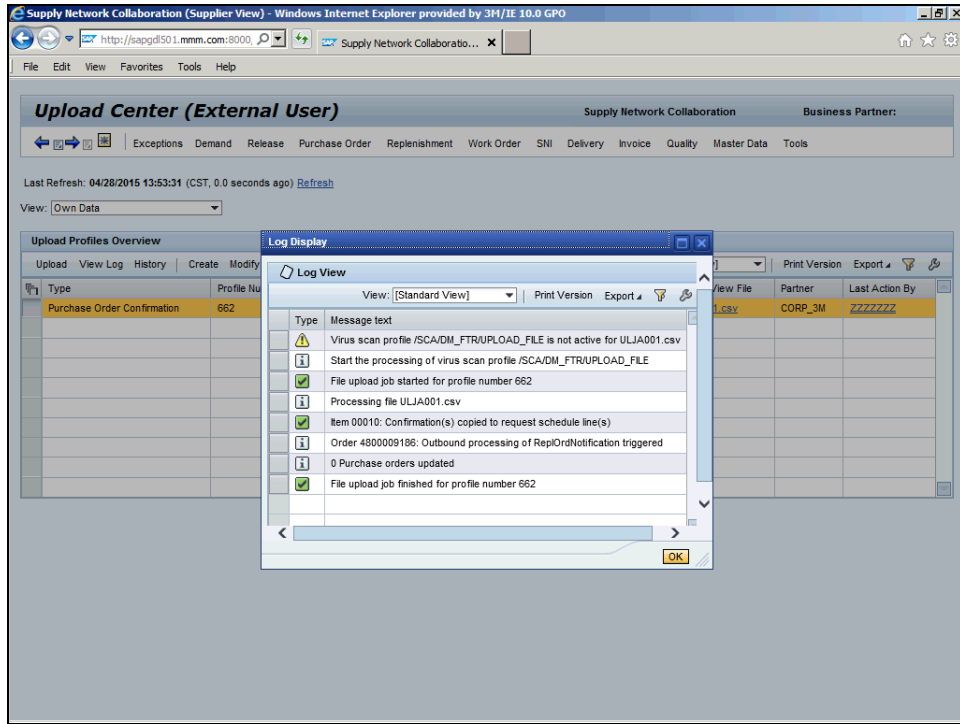 Supply Network Collaboration (Supplier View) - Windows Internet Explorer provided by 3M/IE 10.0 GPO
http://sapgdl501.mmm.com:8000,
Supply Network Collaboratio... X
File Edit View Favorites Tools Help
Upload Center (External User) Supply Network Collaboration Business Partner:
Exceptions Demand Release Purchase Order Replenishment Work Order SNI Delivery Invoice Quality Master Data Tools
Last Refresh: 04/28/2015 13:53:31 (CST, 0.0 seconds ago) Refresh
View: Own Data
Upload Profiles Overview
Upload View Log History Create Modify Print Version Export
Type Profile Nu View File Partner Last Action By
Purchase Order Confirmation 662 1.csv CORP_3M ZZZZZZZ
Log Display
Log View
View: [Standard View] Print Version Export
Type Message text
Virus scan profile /SCA/DM_FTR/UPLOAD_FILE is not active for ULJA001.csv
Start the processing of virus scan profile /SCA/DM_FTR/UPLOAD_FILE
File upload job started for profile number 662
Processing file ULJA001.csv
Item 00010: Confirmation(s) copied to request schedule line(s)
Order 4800009186: Outbound processing of ReplOrdNotification triggered
0 Purchase orders updated
File upload job finished for profile number 662
OK